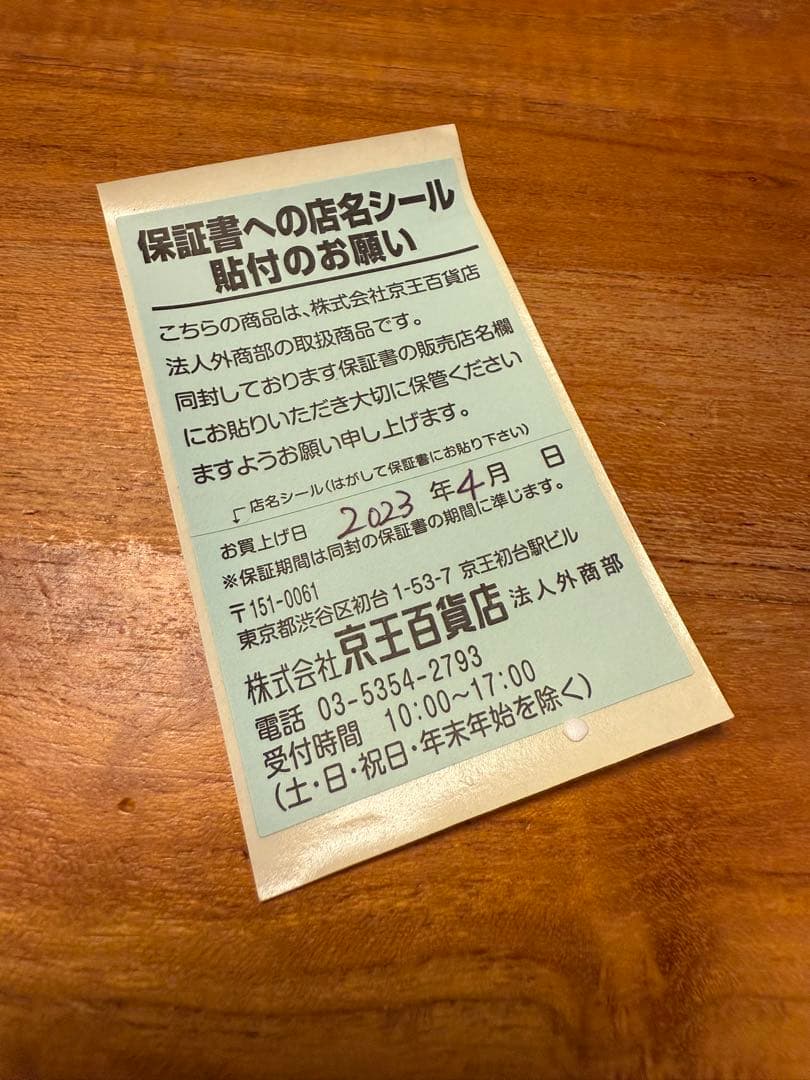 保証書への店名シール
貼付のお願い
こちらの商品は、株式会社京王百貨店
法人外商部の取扱商品です。
同封しております保証書の販売店名欄
にお貼りいただき大切に保管ください
ますようお願い申し上げます。
店名シール(はがして保証書にお貼り下さい)
お買上げ日 2023 年 4 月 日
※保証期間は同封の保証書の期間に準じます。
〒151-0061
東京都渋谷区初台1-53-7 京王初台駅ビル
株式会社京王百貨店 法人外商部
電話 03-5354-2793
受付時間 10:00〜17:00
(土・日・祝日・年末年始を除く)